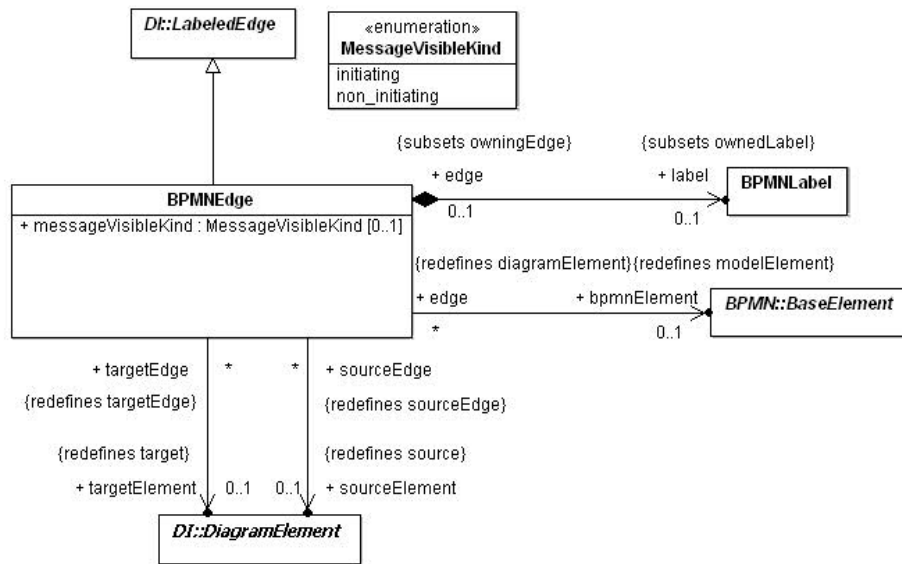 DI::LabeledEdge
«enumeration»
MessageVisibleKind
initiating
non_initiating
{subsets owningEdge}
{subsets ownedLabel}
+ edge
+ label
BPMNLabel
0..1
0..1
BPMNEdge
+ messageVisibleKind : MessageVisibleKind [0..1]
{redefines diagramElement}
{redefines modelElement}
+ edge
+ bpmnElement
BPMN::BaseElement
*
0..1
+ targetEdge
*
*
+ sourceEdge
{redefines targetEdge}
{redefines sourceEdge}
{redefines target}
{redefines source}
+ targetElement
0..1
0..1
+ sourceElement
DI::DiagramElement